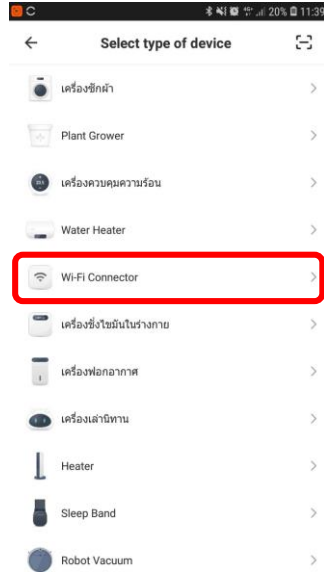 20% 11:39
Select type of device
เครื่องซักผ้า
Plant Grower
เครื่องควบคุมความร้อน
Water Heater
Wi-Fi Connector
เครื่องชั่งไขมันในร่างกาย
เครื่องฟอกอากาศ
เครื่องเล่านิทาน
Heater
Sleep Band
Robot Vacuum